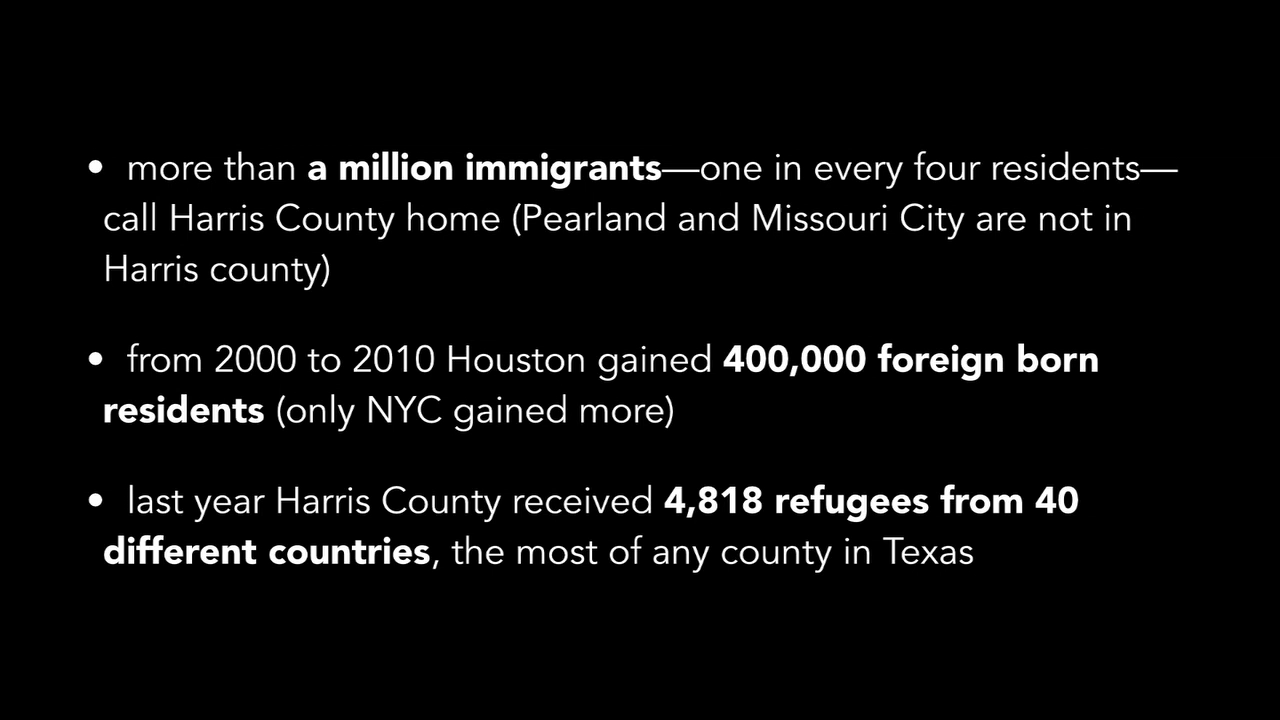 • more than a million immigrants—one in every four residents—
call Harris County home (Pearland and Missouri City are not in
Harris county)
• from 2000 to 2010 Houston gained 400,000 foreign born
residents (only NYC gained more)
• last year Harris County received 4,818 refugees from 40
different countries, the most of any county in Texas